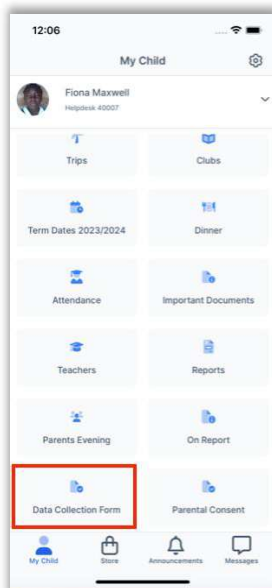 12:06
My Child
Fiona Maxwell
Helpdesk 40007
Trips Clubs
Term Dates 2023/2024 Dinner
Attendance Important Documents
Teachers Reports
Parents Evening On Report
Data Collection Form Parental Consent
My Child Store Announcements Messages